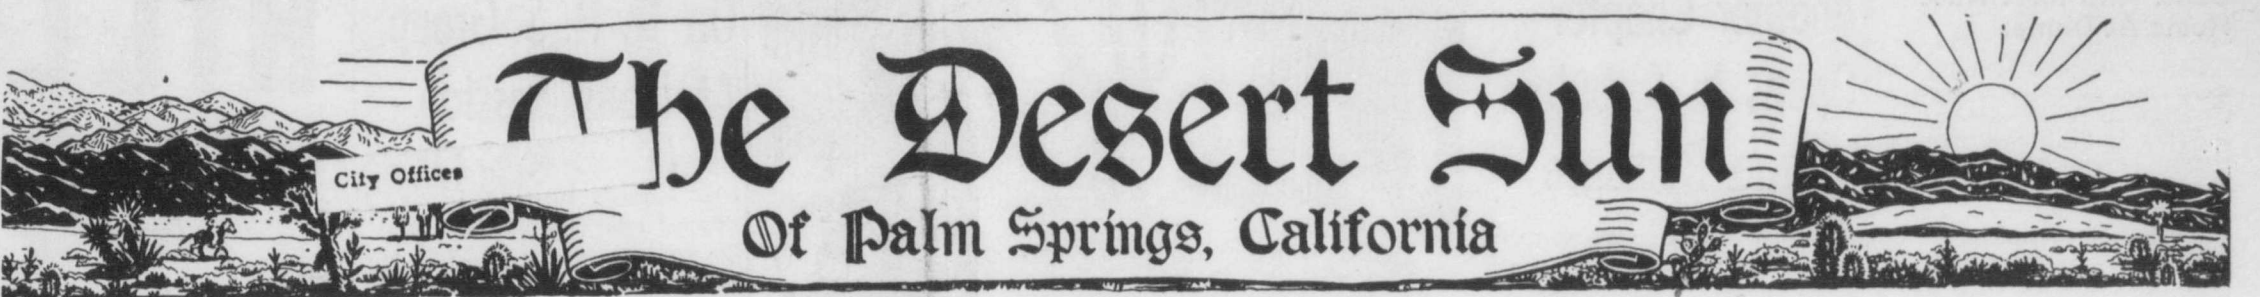 The Desert Sun
City Offices
Of Palm Springs, California